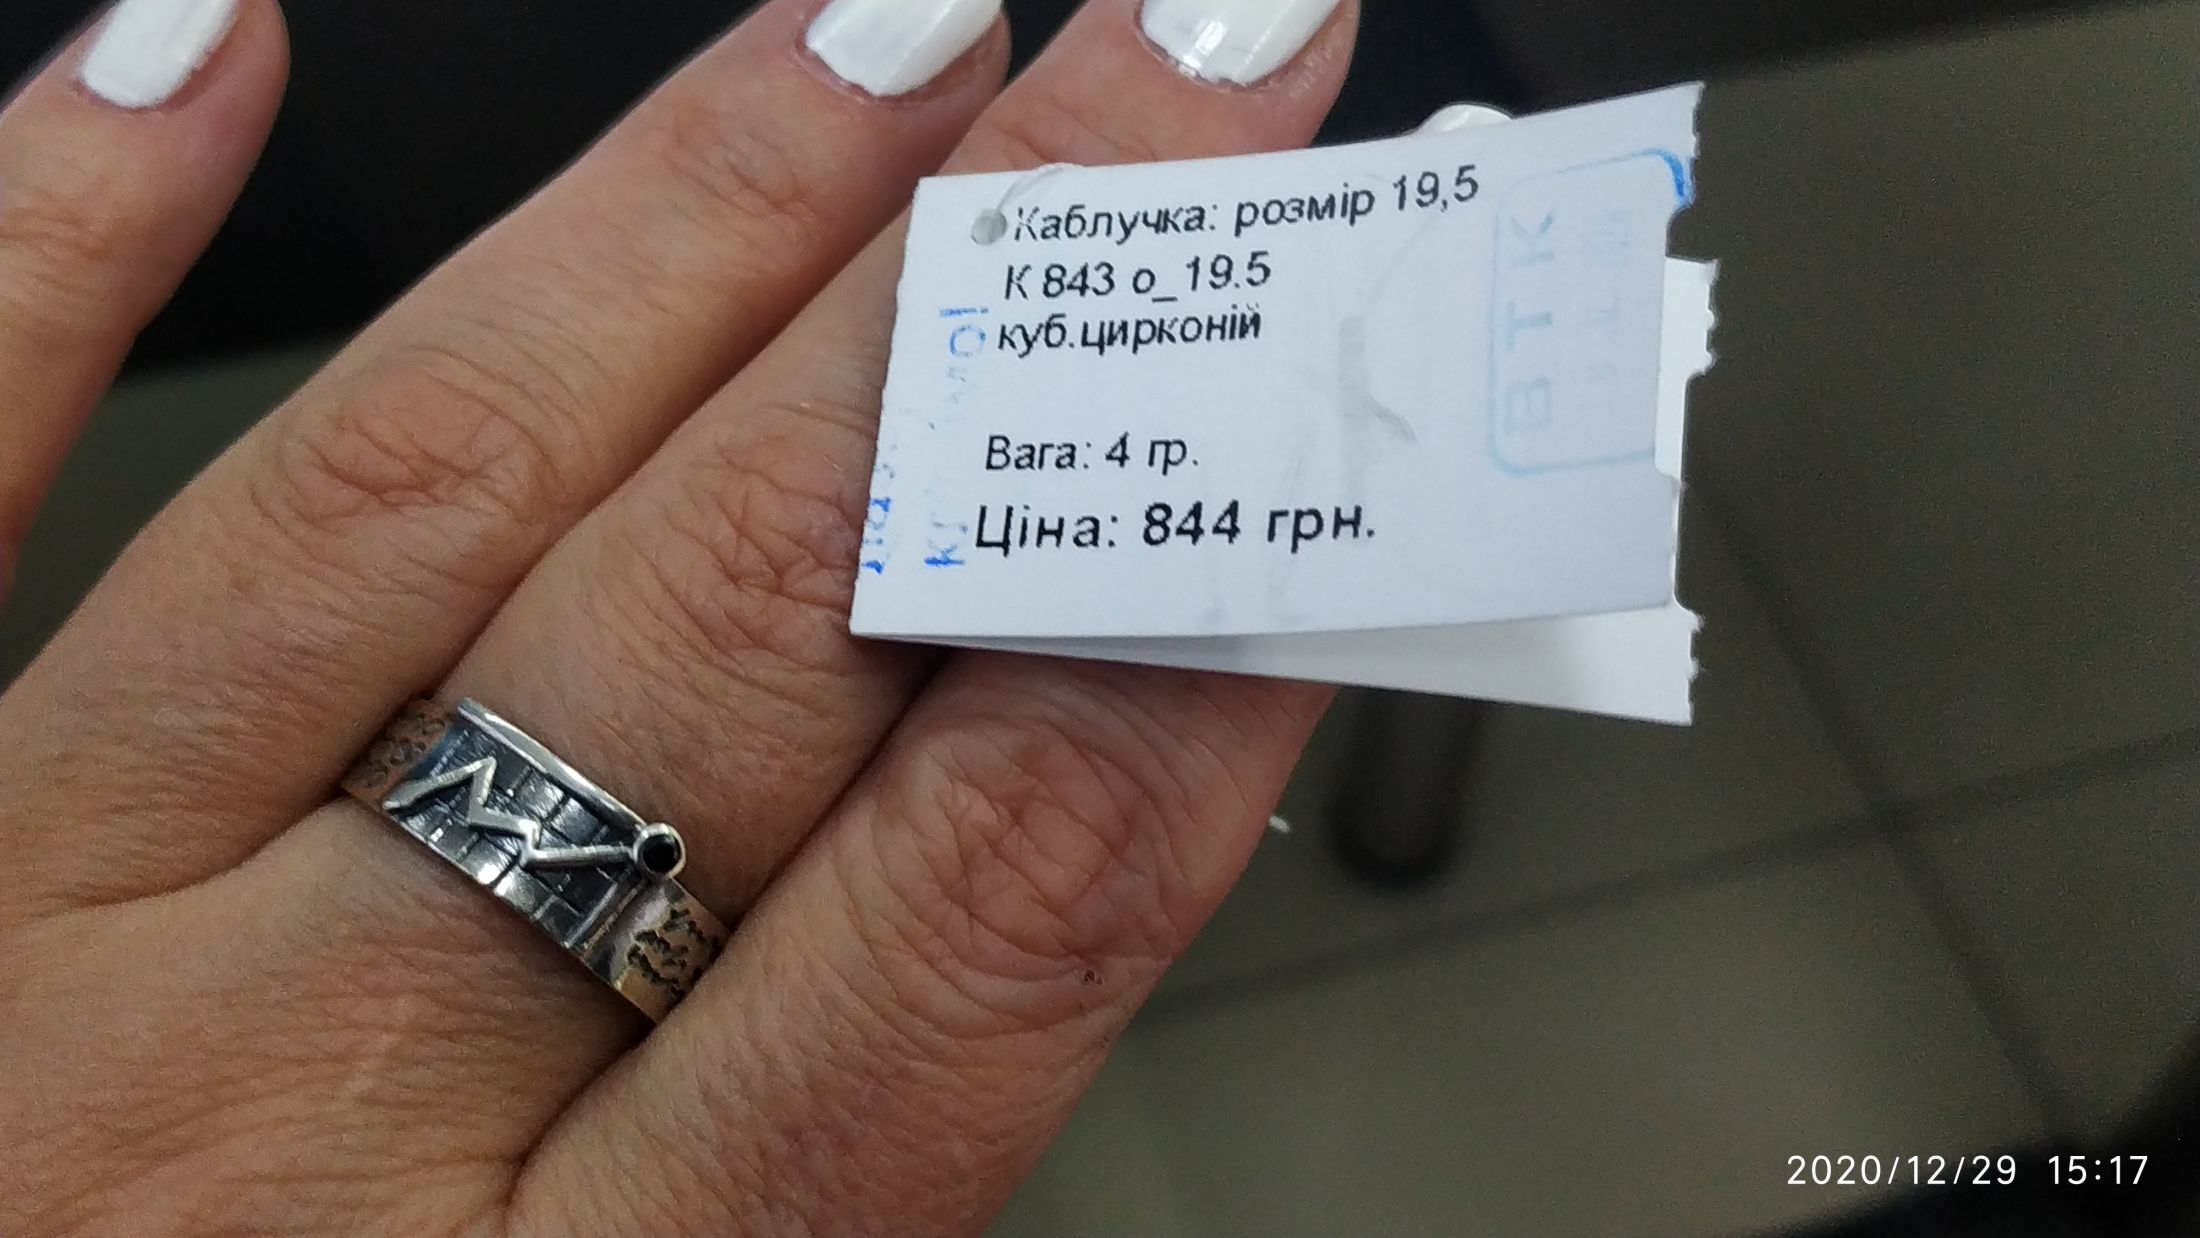 Каблучка: розмір 19,5
К 843 о_19.5
куб.цирконій
Вага: 4 гр.
Ціна: 844 грн.
ВТК
2020/12/29 15:17